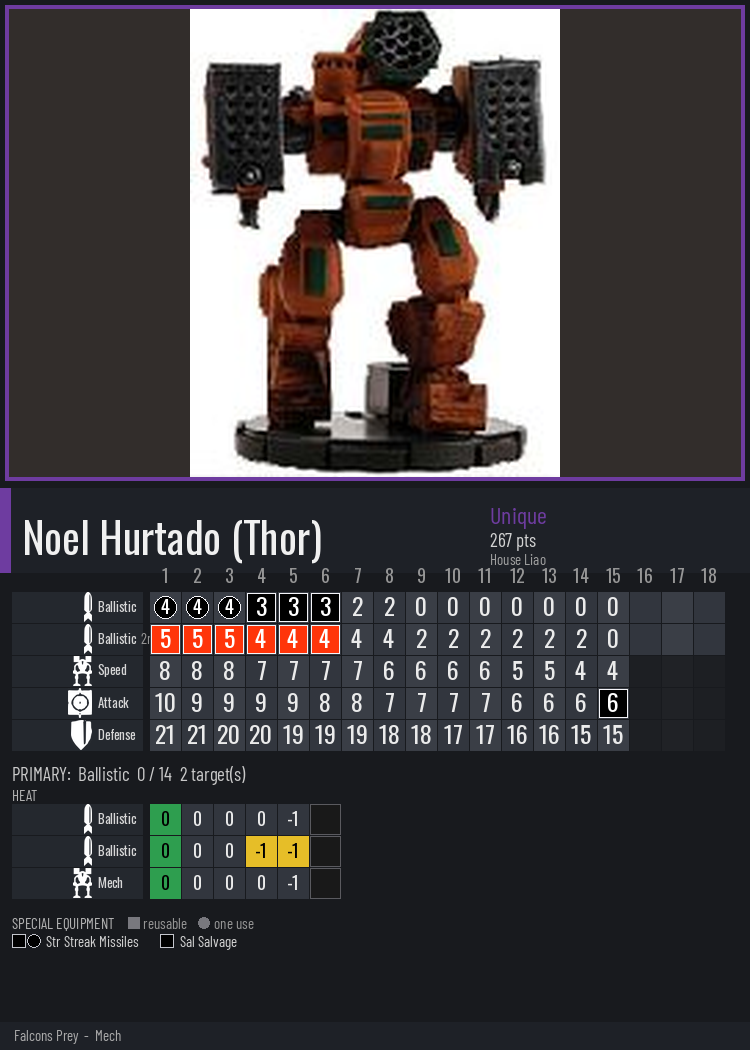 Noel Hurtado (Thor)
Unique
267 pts
House Liao
1 2 3 4 5 6 7 8 9 10 11 12 13 14 15 16 17 18
Ballistic 4 4 4 3 3 3 2 2 0 0 0 0 0 0 0
Ballistic 2n 5 5 5 4 4 4 4 4 2 2 2 2 2 2 0
Speed 8 8 8 7 7 7 7 6 6 6 6 5 5 4 4
Attack 10 9 9 9 9 8 8 7 7 7 7 6 6 6 6
Defense 21 21 20 20 19 19 19 18 18 17 17 16 16 15 15
PRIMARY: Ballistic 0 / 14 2 target(s)
HEAT
Ballistic 0 0 0 0 -1
Ballistic 0 0 0 -1 -1
Mech 0 0 0 0 -1
SPECIAL EQUIPMENT reusable one use
Str Streak Missiles Sal Salvage
Falcons Prey - Mech